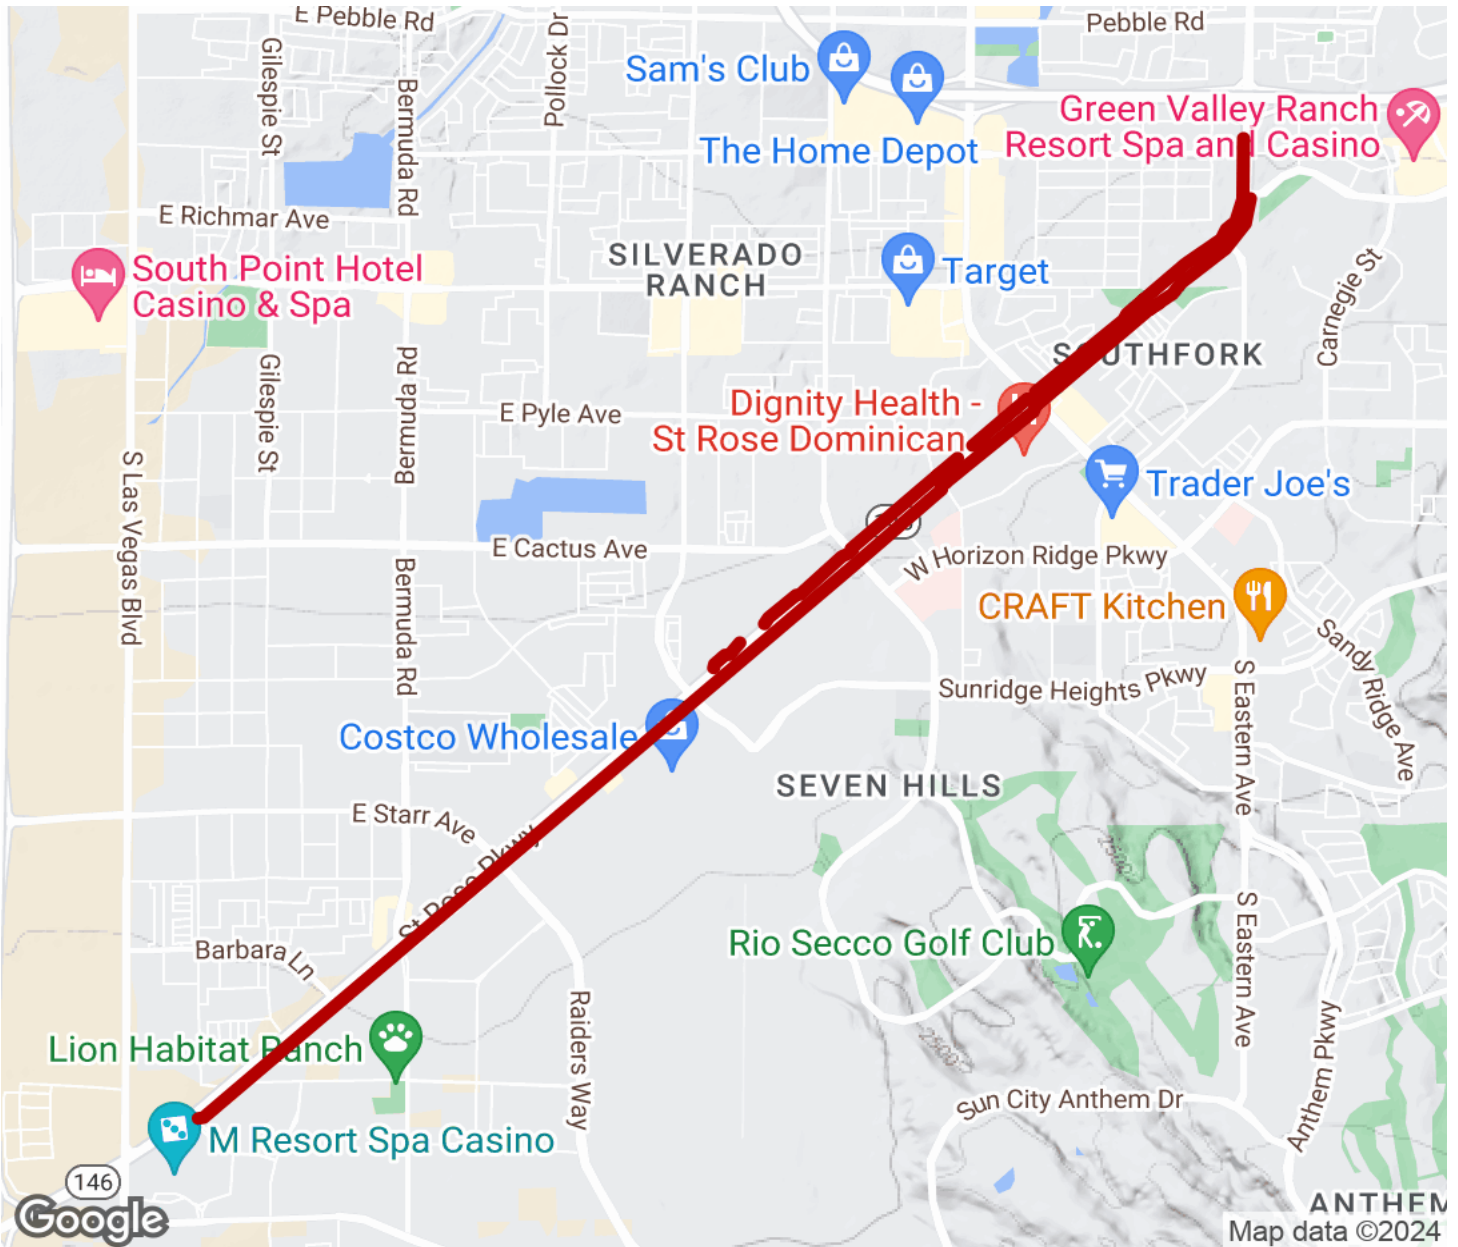 E Pebble Rd
Pebble Rd
Gilespie St
Bermuda Rd
Pollock Dr
Sam's Club
The Home Depot
Green Valley Ranch
Resort Spa and Casino
E Richmar Ave
SILVERADO
RANCH
Target
South Point Hotel
Casino & Spa
Carnegie St
SOUTHFORK
Gilespie St
Bermuda Rd
E Pyle Ave
Dignity Health -
St Rose Dominican
Trader Joe's
S Las Vegas Blvd
E Cactus Ave
W Horizon Ridge Pkwy
CRAFT Kitchen
Bermuda Rd
Sandy Ridge Ave
Sunridge Heights Pkwy
S Eastern Ave
Costco Wholesale
SEVEN HILLS
E Starr Ave
St Rose Pkwy
2500
S Eastern Ave
Barbara Ln
Rio Secco Golf Club
Raiders Way
Lion Habitat Ranch
2500
Anthem Pkwy
Sun City Anthem Dr
M Resort Spa Casino
146
ANTHEM
Google
Map data ©2024